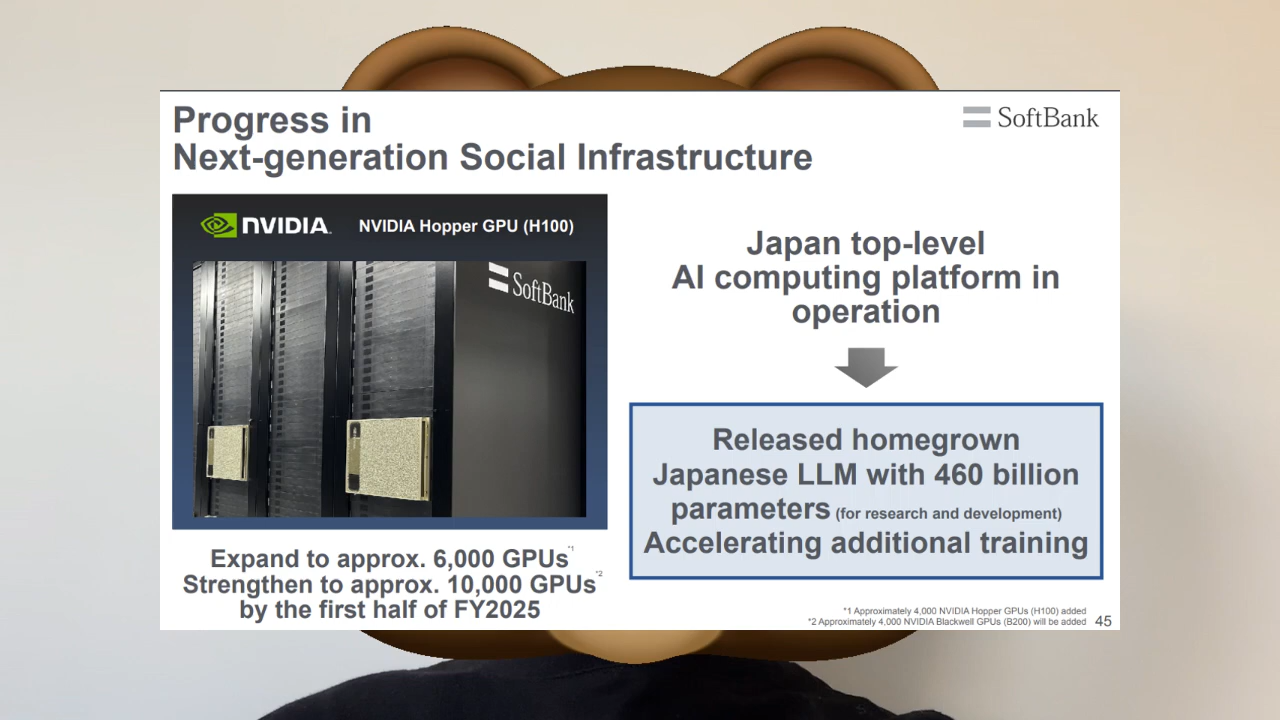 Progress in
Next-generation Social Infrastructure
SoftBank
NVIDIA.
NVIDIA Hopper GPU (H100)
SoftBank
Expand to approx. 6,000 GPUs*1
Strengthen to approx. 10,000 GPUs*2
by the first half of FY2025
Japan top-level
AI computing platform in
operation
Released homegrown
Japanese LLM with 460 billion
parameters (for research and development)
Accelerating additional training
*1 Approximately 4,000 NVIDIA Hopper GPUs (H100) added
*2 Approximately 4,000 NVIDIA Blackwell GPUs (B200) will be added
45